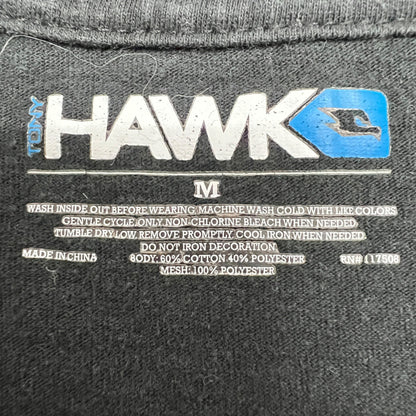 TONY
HAWK
M
WASH INSIDE OUT BEFORE WEARING. MACHINE WASH COLD WITH LIKE COLORS
GENTLE CYCLE. ONLY NON-CHLORINE BLEACH WHEN NEEDED.
TUMBLE DRY LOW. REMOVE PROMPTLY. COOL IRON WHEN NEEDED.
DO NOT IRON DECORATION.
MADE IN CHINA BODY: 60% COTTON 40% POLYESTER RN# 117508
MESH: 100% POLYESTER